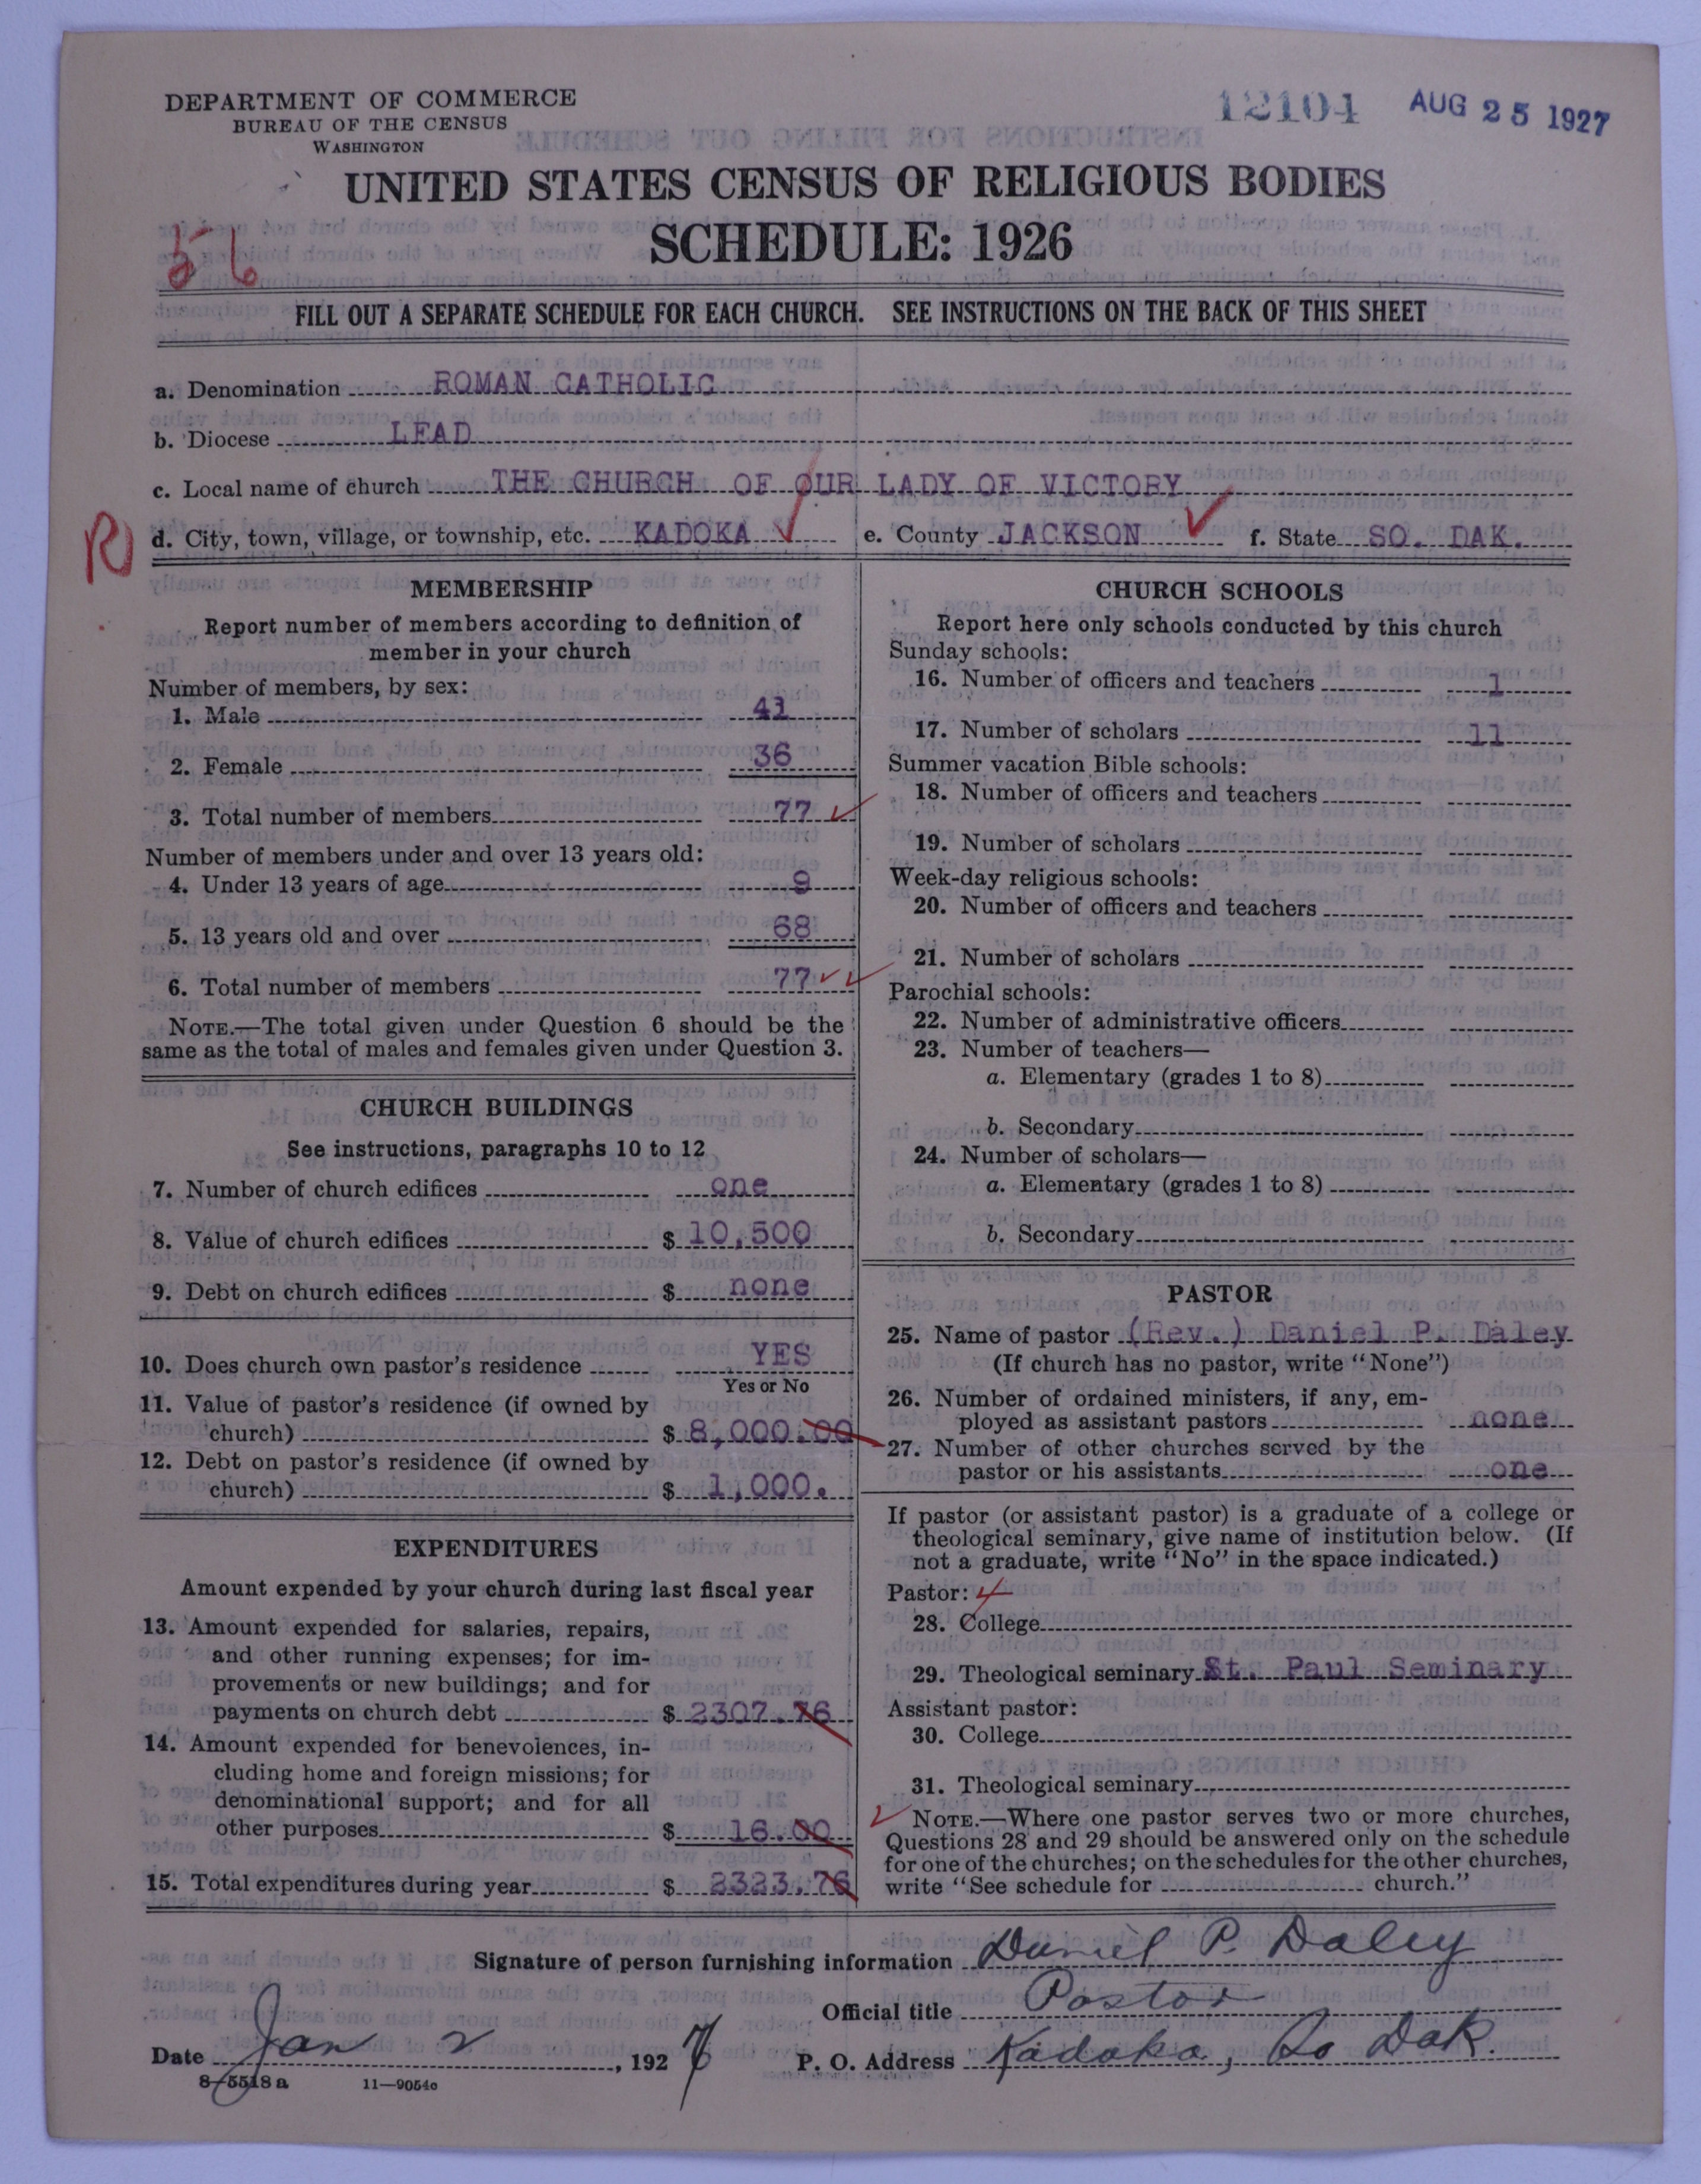 DEPARTMENT OF COMMERCE
BUREAU OF THE CENSUS
WASHINGTON
12104 AUG 25 1927
UNITED STATES CENSUS OF RELIGIOUS BODIES
SCHEDULE: 1926
56
FILL OUT A SEPARATE SCHEDULE FOR EACH CHURCH. SEE INSTRUCTIONS ON THE BACK OF THIS SHEET
a. Denomination ROMAN CATHOLIC
b. Diocese LEAD
c. Local name of church THE CHURCH OF OUR LADY OF VICTORY
R
d. City, town, village, or township, etc. KADOKA e. County JACKSON f. State SO. DAK.
MEMBERSHIP
Report number of members according to definition of
member in your church
Number of members, by sex:
1. Male 41
2. Female 36
3. Total number of members 77
Number of members under and over 13 years old:
4. Under 13 years of age 9
5. 13 years old and over 68
6. Total number of members 77
NOTE.—The total given under Question 6 should be the
same as the total of males and females given under Question 3.
CHURCH BUILDINGS
See instructions, paragraphs 10 to 12
7. Number of church edifices one
8. Value of church edifices $ 10,500
9. Debt on church edifices $ none
10. Does church own pastor's residence YES
Yes or No
11. Value of pastor's residence (if owned by
church) $ 8,000.00
12. Debt on pastor's residence (if owned by
church) $ 1,000.
EXPENDITURES
Amount expended by your church during last fiscal year
13. Amount expended for salaries, repairs,
and other running expenses; for im-
provements or new buildings; and for
payments on church debt $ 2307.76
14. Amount expended for benevolences, in-
cluding home and foreign missions; for
denominational support; and for all
other purposes $ 16.00
15. Total expenditures during year $ 2323.76
CHURCH SCHOOLS
Report here only schools conducted by this church
Sunday schools:
16. Number of officers and teachers 1
17. Number of scholars 11
Summer vacation Bible schools:
18. Number of officers and teachers
19. Number of scholars
Week-day religious schools:
20. Number of officers and teachers
21. Number of scholars
Parochial schools:
22. Number of administrative officers
23. Number of teachers—
a. Elementary (grades 1 to 8)
b. Secondary
24. Number of scholars—
a. Elementary (grades 1 to 8)
b. Secondary
PASTOR
25. Name of pastor (Rev.) Daniel P. Daley
(If church has no pastor, write "None")
26. Number of ordained ministers, if any, em-
ployed as assistant pastors none
27. Number of other churches served by the
pastor or his assistants one
If pastor (or assistant pastor) is a graduate of a college or
theological seminary, give name of institution below. (If
not a graduate, write "No" in the space indicated.)
Pastor: 4
28. College
29. Theological seminary St. Paul Seminary
Assistant pastor:
30. College
31. Theological seminary
NOTE.—Where one pastor serves two or more churches,
Questions 28 and 29 should be answered only on the schedule
for one of the churches; on the schedules for the other churches,
write "See schedule for church."
Signature of person furnishing information Daniel P. Daley
Official title Pastor
Date Jan 2, 1927 P. O. Address Kadoka, So Dak.
8-5518a 11-9054c